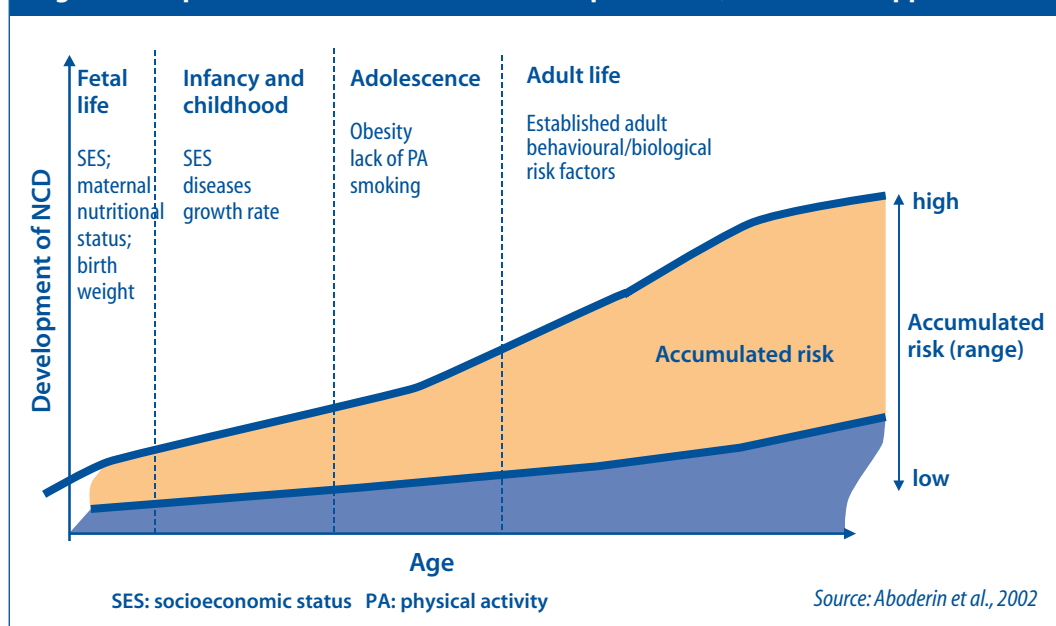 Fetal
life
SES;
maternal
nutritional
status;
birth
weight
Infancy and
childhood
SES
diseases
growth rate
Adolescence
Obesity
lack of PA
smoking
Adult life
Established adult
behavioural/biological
risk factors
Development of NCD
high
Accumulated
risk (range)
low
Accumulated risk
Age
SES: socioeconomic status PA: physical activity
Source: Aboderin et al., 2002